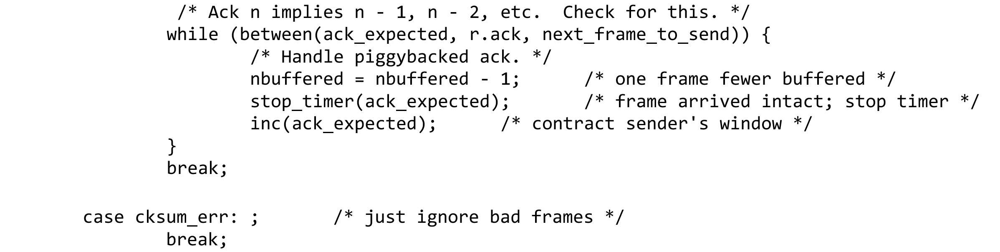 /* Ack n implies n - 1, n - 2, etc.  Check for this. */
while (between(ack_expected, r.ack, next_frame_to_send)) {
/* Handle piggybacked ack. */
nbuffered = nbuffered - 1;      /* one frame fewer buffered */
stop_timer(ack_expected);       /* frame arrived intact; stop timer */
inc(ack_expected);      /* contract sender's window */
}
break;
case cksum_err: ;       /* just ignore bad frames */
break;